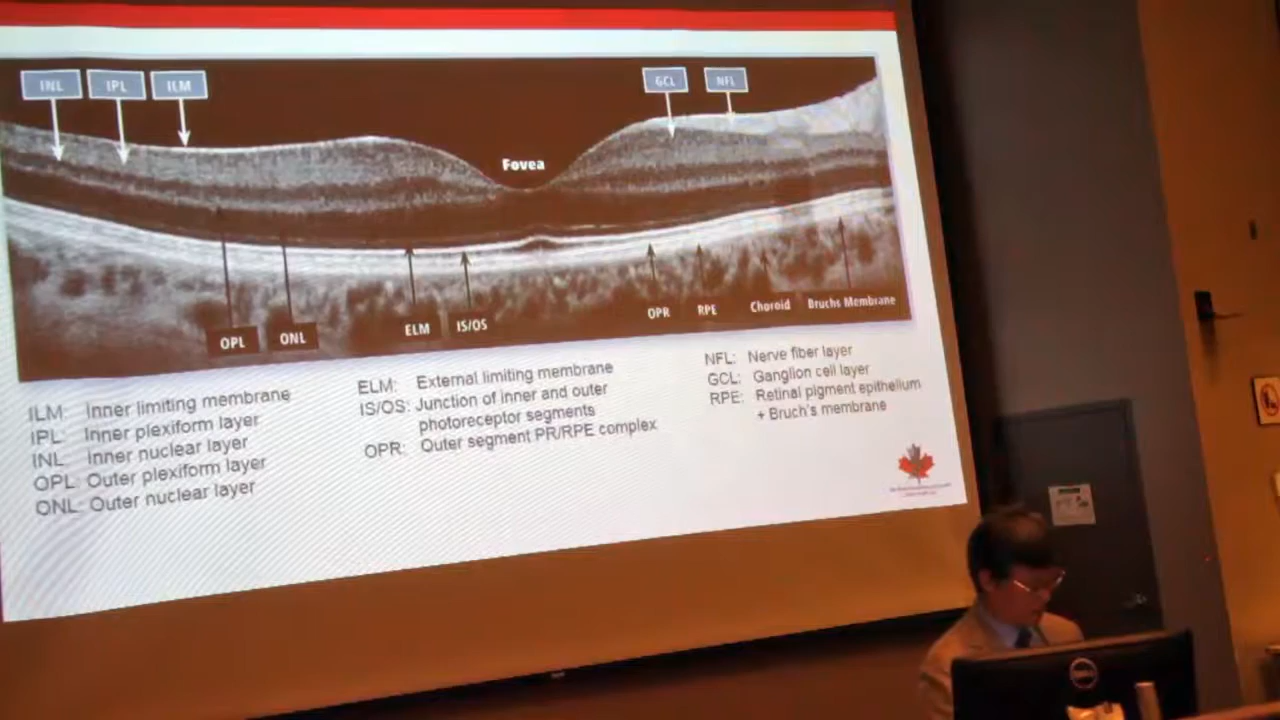 INL IPL ILM GCL NFL
Fovea
OPL ONL ELM IS/OS OPR RPE Choroid Bruchs Membrane
ILM: Inner limiting membrane
IPL: Inner plexiform layer
INL: Inner nuclear layer
OPL: Outer plexiform layer
ONL: Outer nuclear layer
ELM: External limiting membrane
IS/OS: Junction of inner and outer
photoreceptor segments
OPR: Outer segment PR/RPE complex
NFL: Nerve fiber layer
GCL: Ganglion cell layer
RPE: Retinal pigment epithelium
+ Bruch's membrane
DELL